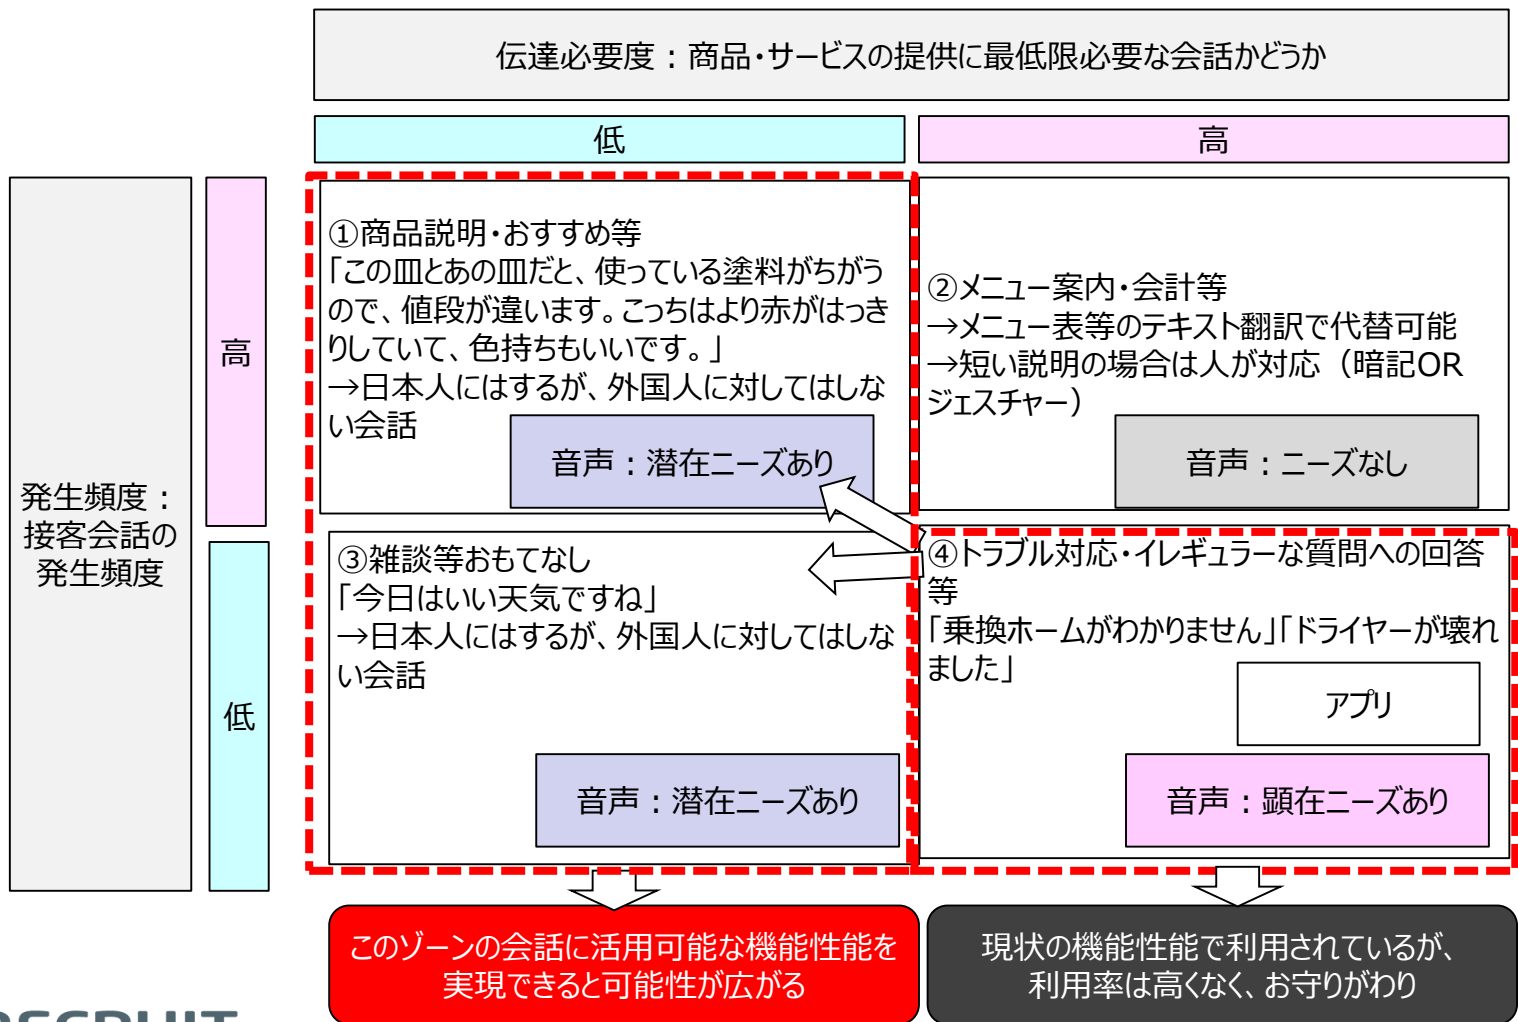 伝達必要度：商品・サービスの提供に最低限必要な会話かどうか
低
高
発生頻度：
接客会話の
発生頻度
高
①商品説明・おすすめ等
「この皿とあの皿だと、使っている塗料がちがう
ので、値段が違います。こっちはより赤がはっき
りしていて、色持ちもいいです。」
→日本人にはするが、外国人に対してはしな
い会話
音声：潜在ニーズあり
②メニュー案内・会計等
→メニュー表等のテキスト翻訳で代替可能
→短い説明の場合は人が対応（暗記OR
ジェスチャー）
音声：ニーズなし
低
③雑談等おもてなし
「今日はいい天気ですね」
→日本人にはするが、外国人に対してはしな
い会話
音声：潜在ニーズあり
④トラブル対応・イレギュラーな質問への回答
等
「乗換ホームがわかりません」「ドライヤーが壊れ
ました」
アプリ
音声：顕在ニーズあり
このゾーンの会話に活用可能な機能性能を
実現できると可能性が広がる
現状の機能性能で利用されているが、
利用率は高くなく、お守りがわり
RECRUIT